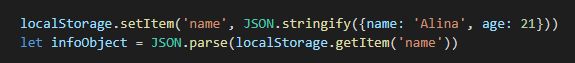 localStorage.setItem('name', JSON.stringify({name: 'Alina', age: 21}))
let infoObject = JSON.parse(localStorage.getItem('name'))